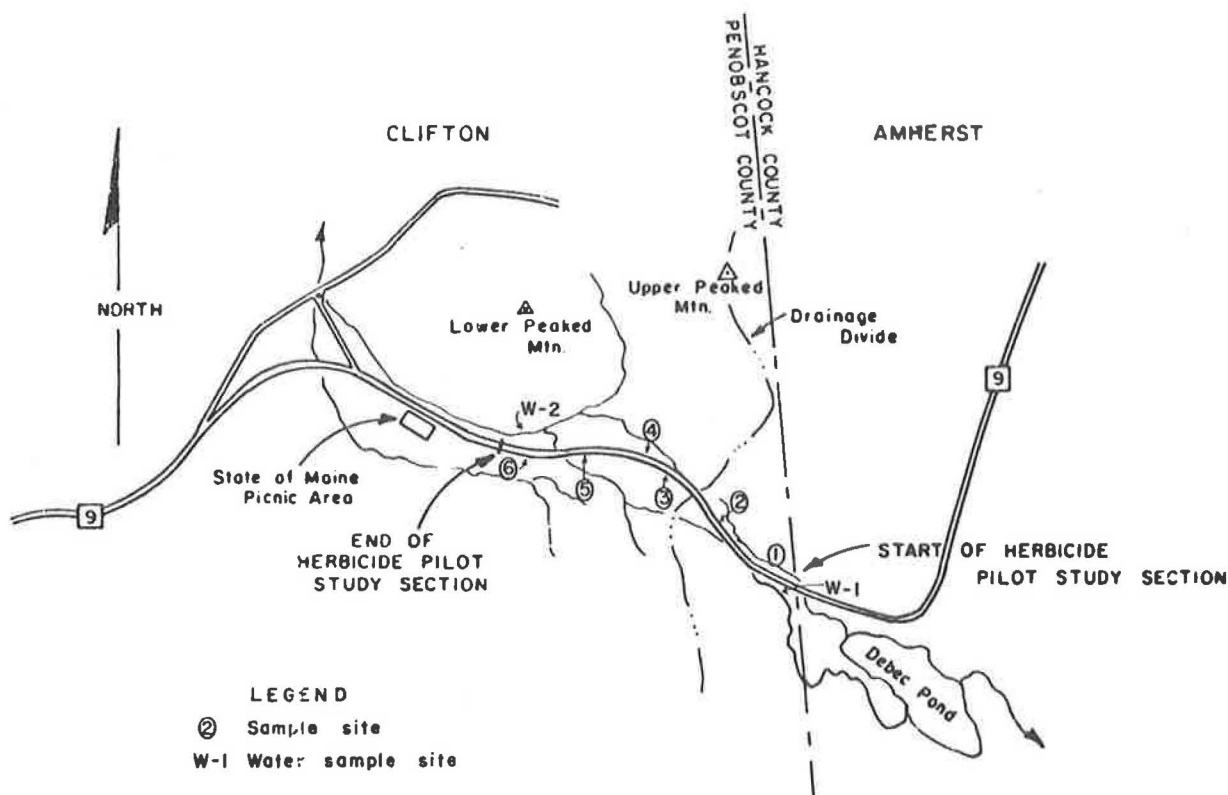 HANCOCK COUNTY
PENOBSCOT COUNTY
CLIFTON
AMHERST
NORTH
Upper Peaked
Mtn.
Lower Peaked
Mtn.
Drainage
Divide
9
W-2
4
State of Maine
Picnic Area
6
5
3
2
9
END OF
HERBICIDE PILOT
STUDY SECTION
1
START OF HERBICIDE
PILOT STUDY SECTION
W-1
Debec
Pond
LEGEND
2 Sample site
W-1 Water sample site